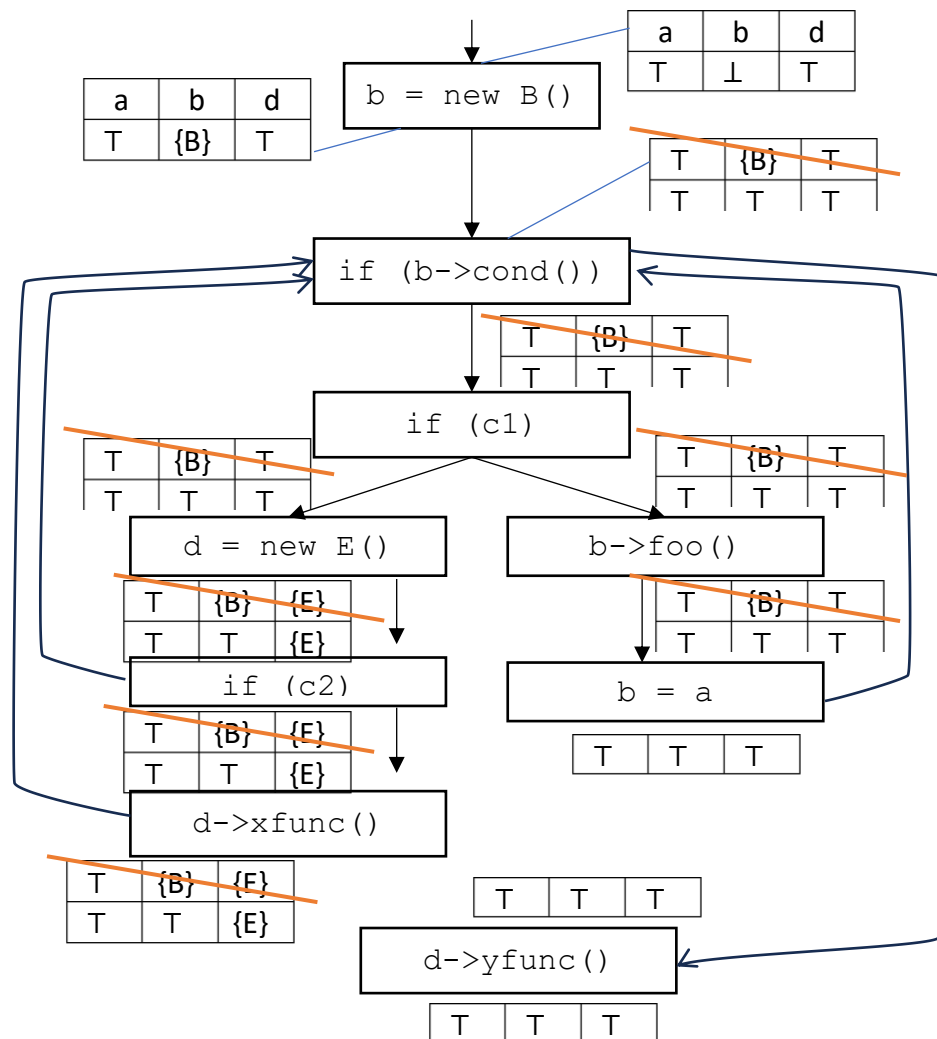 a b d
⊤ ⊥ ⊤
b = new B()
a b d
⊤ {B} ⊤
⊤ {B} ⊤
⊤ ⊤ ⊤
if (b->cond())
⊤ {B} ⊤
⊤ ⊤ ⊤
if (c1)
⊤ {B} ⊤
⊤ ⊤ ⊤
⊤ {B} ⊤
⊤ ⊤ ⊤
d = new E()
b->foo()
⊤ {B} {E}
⊤ ⊤ {E}
⊤ {B} ⊤
⊤ ⊤ ⊤
if (c2)
b = a
⊤ {B} {E}
⊤ ⊤ {E}
⊤ ⊤ ⊤
d->xfunc()
⊤ {B} {E}
⊤ ⊤ {E}
⊤ ⊤ ⊤
d->yfunc()
⊤ ⊤ ⊤